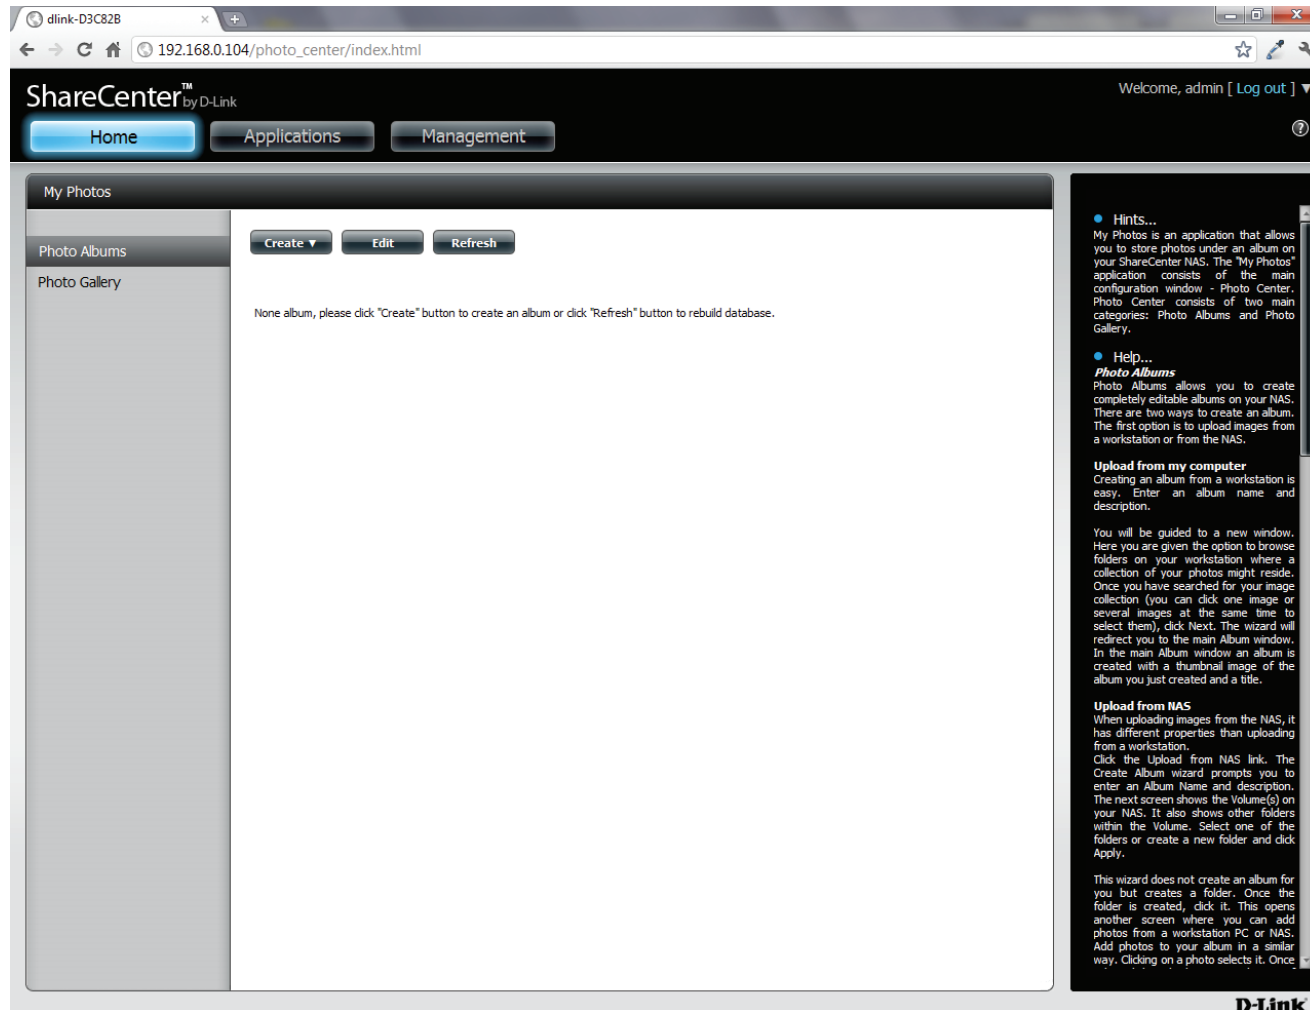 dlink-D3C82B
192.168.0.104/photo_center/index.html
ShareCenter™ by D-Link
Welcome, admin [ Log out ] ▼
Home
Applications
Management
My Photos
Photo Albums
Photo Gallery
Create ▼
Edit
Refresh
None album, please click "Create" button to create an album or click "Refresh" button to rebuild database.
Hints...
My Photos is an application that allows
you to store photos under an album on
your ShareCenter NAS. The "My Photos"
application consists of the main
configuration window - Photo Center.
Photo Center consists of two main
categories: Photo Albums and Photo
Gallery.
Help...
Photo Albums
Photo Albums allows you to create
completely editable albums on your NAS.
There are two ways to create an album.
The first option is to upload images from
a workstation or from the NAS.
Upload from my computer
Creating an album from a workstation is
easy. Enter an album name and
description.
You will be guided to a new window.
Here you are given the option to browse
folders on your workstation where a
collection of your photos might reside.
Once you have searched for your image
collection (you can click one image or
several images at the same time to
select them), click Next. The wizard will
redirect you to the main Album window.
In the main Album window an album is
created with a thumbnail image of the
album you just created and a title.
Upload from NAS
When uploading images from the NAS, it
has different properties than uploading
from a workstation.
Click the Upload from NAS link. The
Create Album wizard prompts you to
enter an Album Name and description.
The next screen shows the Volume(s) on
your NAS. It also shows other folders
within the Volume. Select one of the
folders or create a new folder and click
Apply.
This wizard does not create an album for
you but creates a folder. Once the
folder is created, click it. This opens
another screen where you can add
photos from a workstation PC or NAS.
Add photos to your album in a similar
way. Clicking on a photo selects it. Once
D-Link